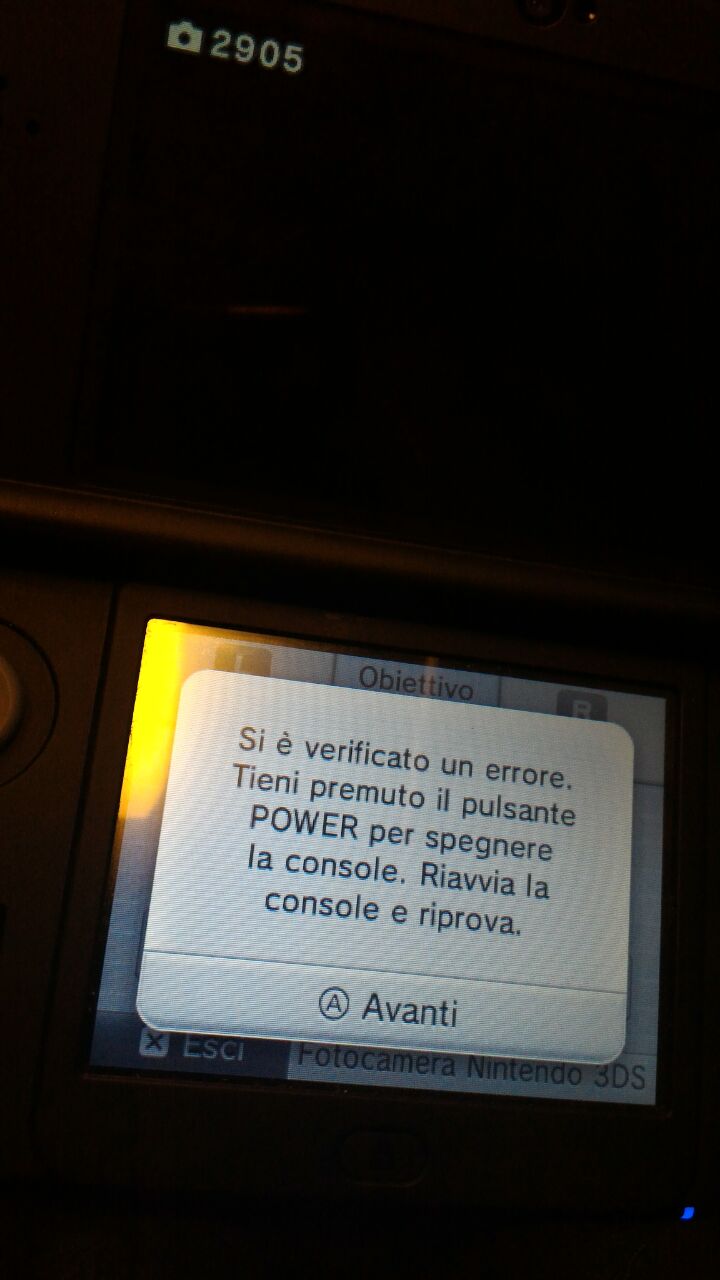 2905
L
Obiettivo
R
Si è verificato un errore.
Tieni premuto il pulsante
POWER per spegnere
la console. Riavvia la
console e riprova.
A Avanti
X Esci
Fotocamera Nintendo 3DS